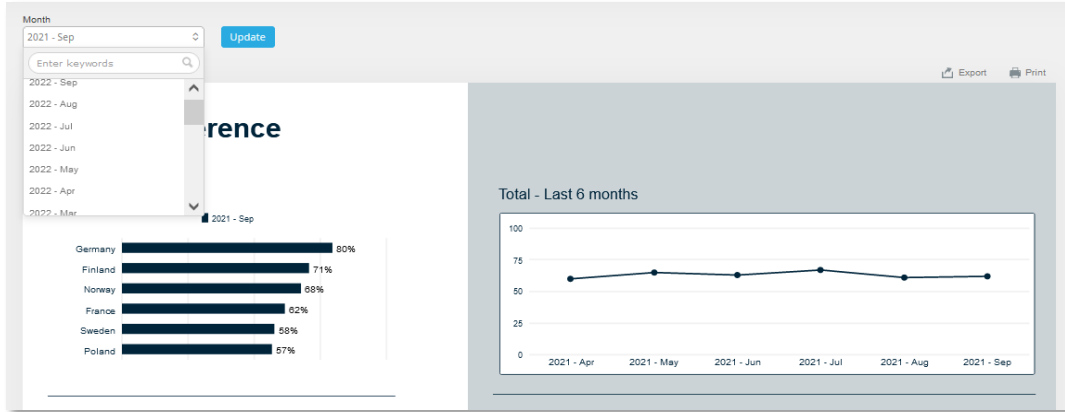 Month
2021 - Sep
Update
Enter keywords
Export
Print
2022 - Sep
2022 - Aug
2022 - Jul
2022 - Jun
2022 - May
2022 - Apr
2022 - Mar
rence
2021 - Sep
Germany 80%
Finland 71%
Norway 68%
France 62%
Sweden 58%
Poland 57%
Total - Last 6 months
100
75
50
25
0
2021 - Apr 2021 - May 2021 - Jun 2021 - Jul 2021 - Aug 2021 - Sep